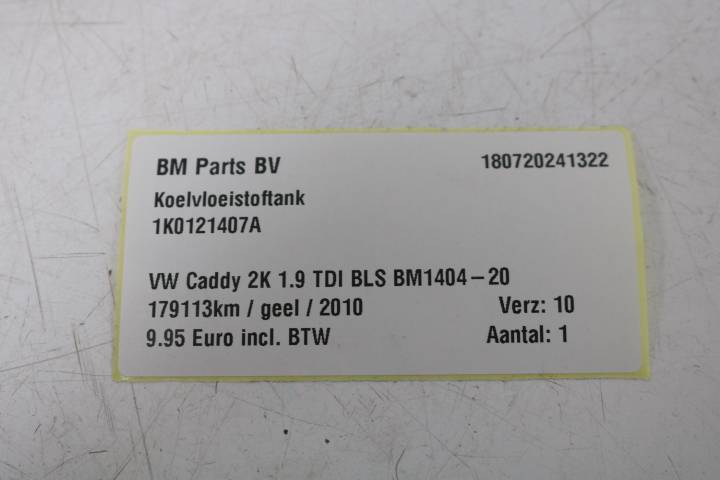 BM Parts BV 180720241322
Koelvloeistoftank
1K0121407A
VW Caddy 2K 1.9 TDI BLS BM1404-20
179113km / geel / 2010 Verz: 10
9.95 Euro incl. BTW Aantal: 1